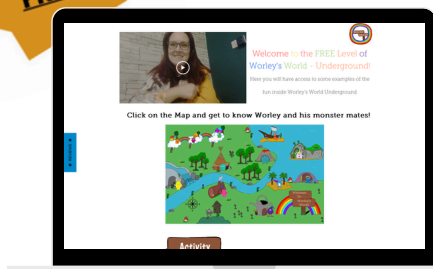 Welcome to the FREE Level of
Worley's World - Underground!
Here you will have access to some examples of the
fun inside Worley's World Underground
Click on the Map and get to know Worley and his monster mates!
Activity